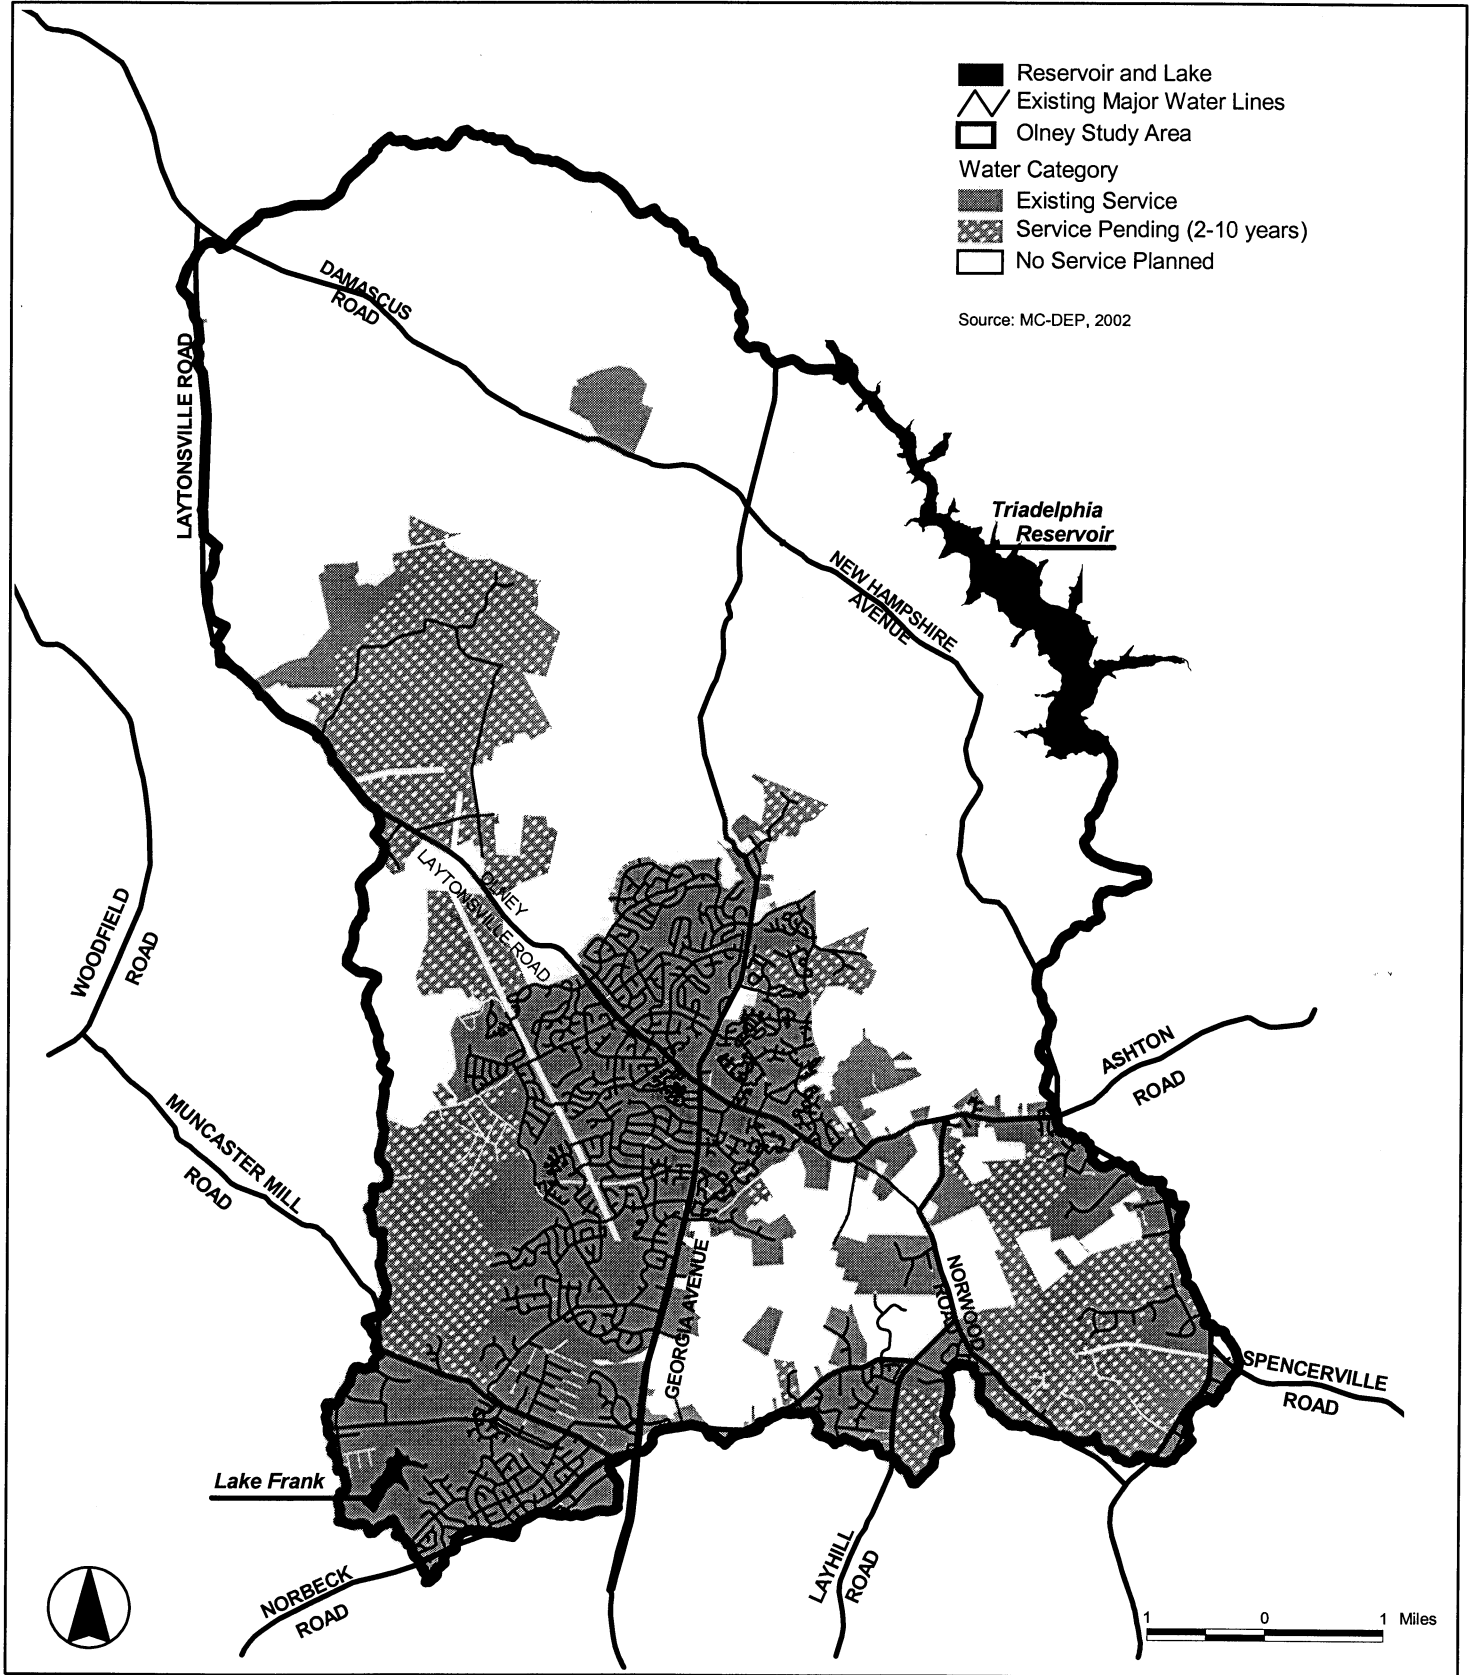 Reservoir and Lake
Existing Major Water Lines
Olney Study Area
Water Category
Existing Service
Service Pending (2-10 years)
No Service Planned
Source: MC-DEP, 2002
DAMASCUS
ROAD
LAYTONSVILLE ROAD
Triadelphia
Reservoir
NEW HAMPSHIRE
AVENUE
OLNEY
LAYTONSVILLE ROAD
WOODFIELD
ROAD
ASHTON
ROAD
MUNCASTER MILL
ROAD
GEORGIA AVENUE
NORWOOD
ROAD
SPENCERVILLE
ROAD
Lake Frank
LAYHILL
ROAD
NORBECK
ROAD
1 0 1 Miles